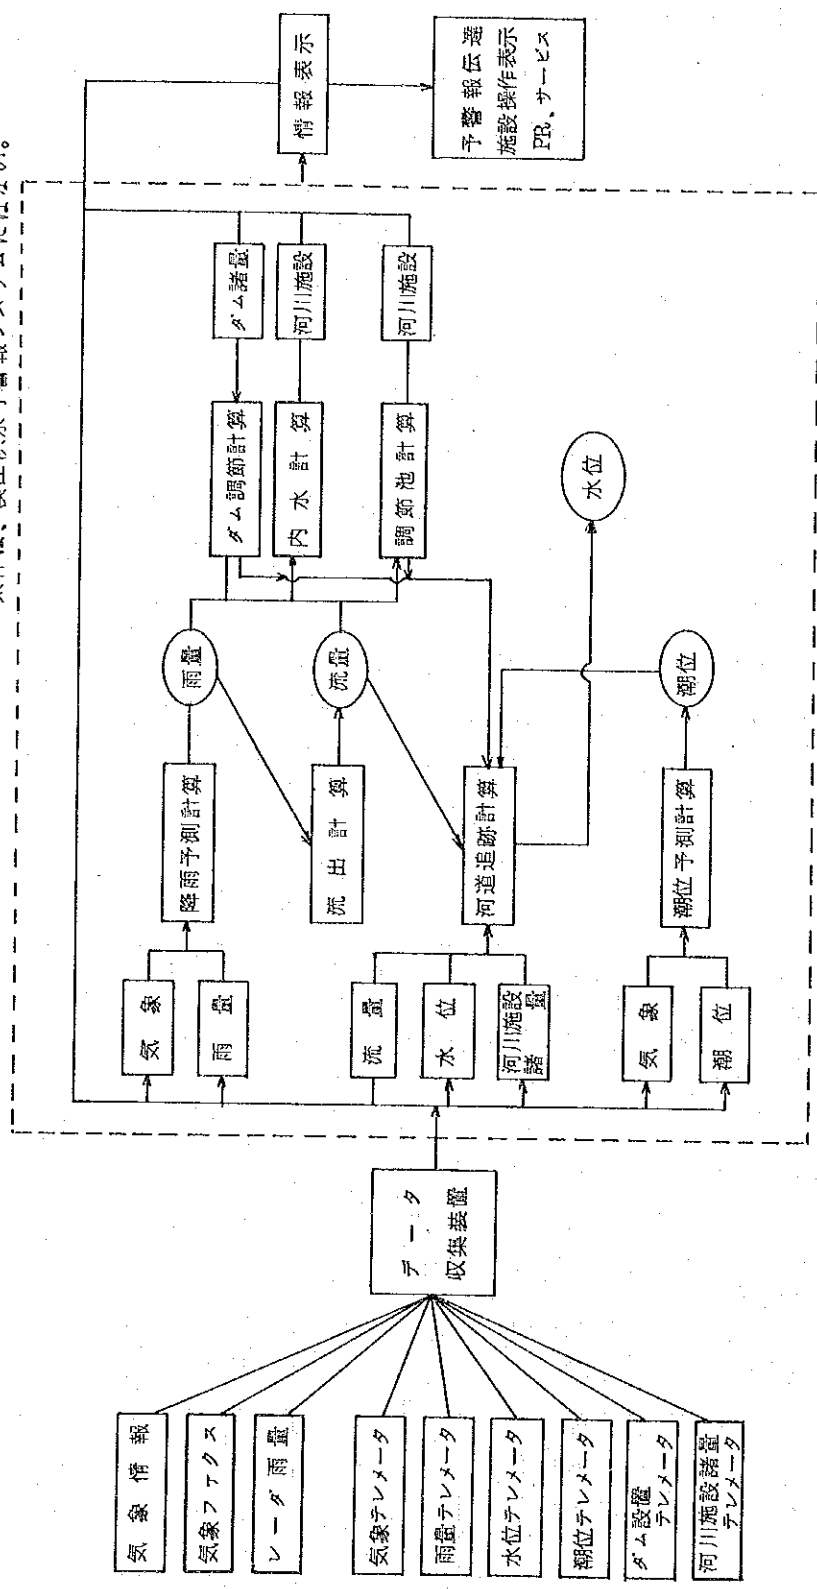 気象情報
気象ファクス
レーダ雨量
気象テレメータ
雨量テレメータ
水位テレメータ
潮位テレメータ
ダム設置
テレメータ
河川施設諸量
テレメータ
データ
収集装置
気象
雨量
流量
水位
河川施設
諸量
気象
潮位
降雨予測計算
流出計算
河道追跡計算
潮位予測計算
雨量
流量
潮位
水位
ダム調節計算
内水計算
調節池計算
ダム諸量
河川施設
河川施設
情報表示
予警報伝達
施設操作表示
PR、サービス